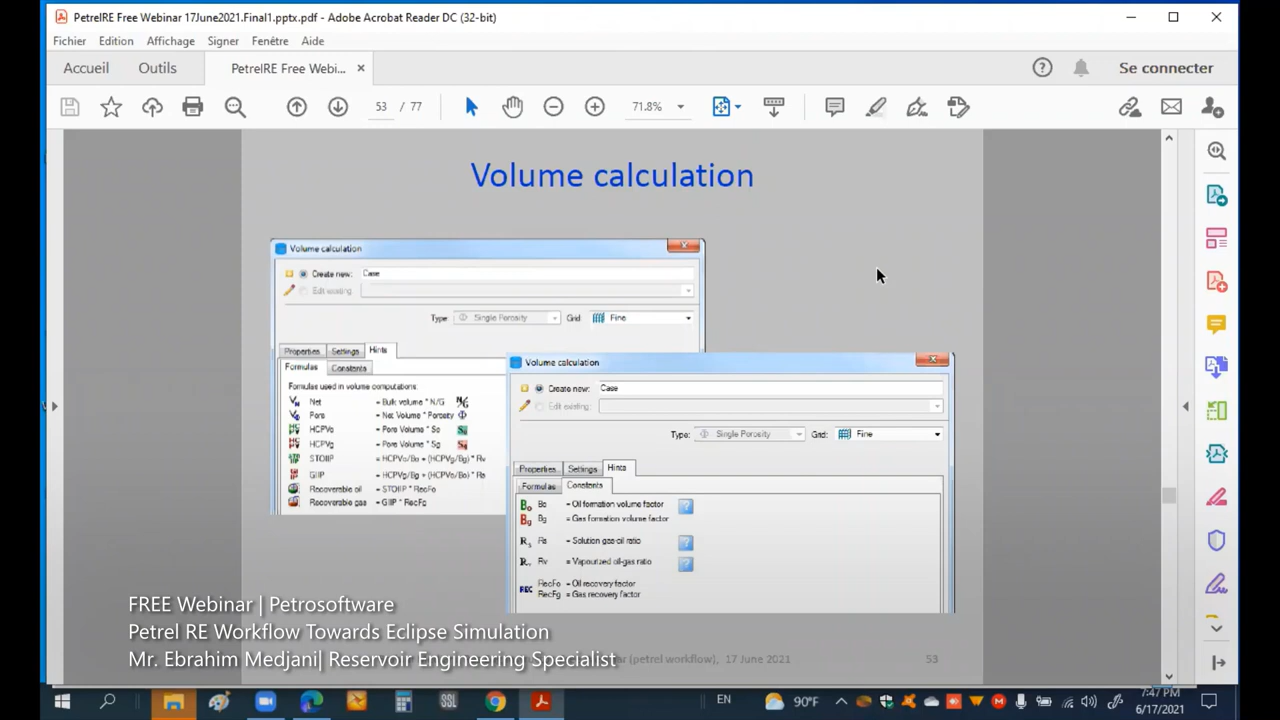 PetrelRE Free Webinar 17June2021.Final1.pptx.pdf - Adobe Acrobat Reader DC (32-bit)
Fichier Edition Affichage Signer Fenêtre Aide
Accueil Outils PetrelRE Free Webi... Se connecter
53 / 77 71.8%
Volume calculation
Volume calculation
Create new: Case
Edit existing:
Type: Single Porosity Grid: Fine
Properties Settings Hints
Formulas Constants
Formulas used in volume computations:
Net = Bulk volume * N/G
Pore = Net Volume * Porosity
HCPVo = Pore Volume * So
HCPVg = Pore Volume * Sg
STOIIP = HCPVo/Bo + (HCPVg/Bg) * Rv
GIIP = HCPVg/Bg + (HCPVo/Bo) * Rs
Recoverable oil = STOIIP * RecFo
Recoverable gas = GIIP * RecFg
Volume calculation
Create new: Case
Edit existing:
Type: Single Porosity Grid: Fine
Properties Settings Hints
Formulas Constants
Bo Bo = Oil formation volume factor
Bg Bg = Gas formation volume factor
Rs Rs = Solution gas-oil ratio
Rv Rv = Vapourized oil-gas ratio
REC RecFo = Oil recovery factor
RecFg = Gas recovery factor
FREE Webinar | Petrosoftware
Petrel RE Workflow Towards Eclipse Simulation
Mr. Ebrahim Medjani| Reservoir Engineering Specialist
(petrel workflow), 17 June 2021 53
SSL EN 90°F 7:47 PM
6/17/2021